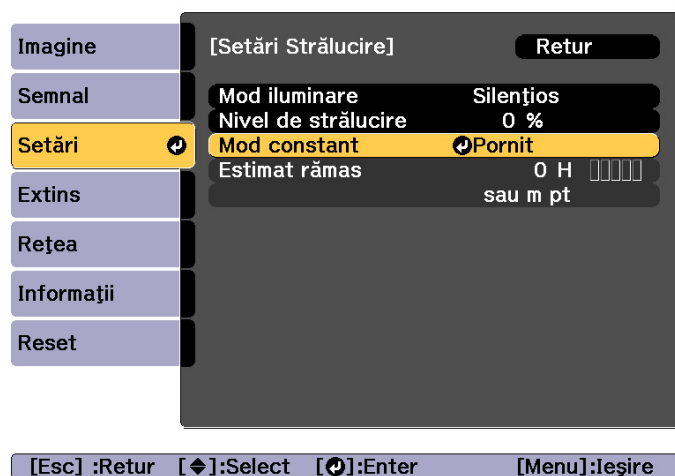 Imagine
Semnal
Setări
Extins
Reţea
Informaţii
Reset
[Setări Strălucire] Retur
Mod iluminare Silenţios
Nivel de strălucire 0 %
Mod constant Pornit
Estimat rămas 0 H
sau m pt
[Esc] :Retur [◆]:Select [↵]:Enter [Menu]:Ieşire